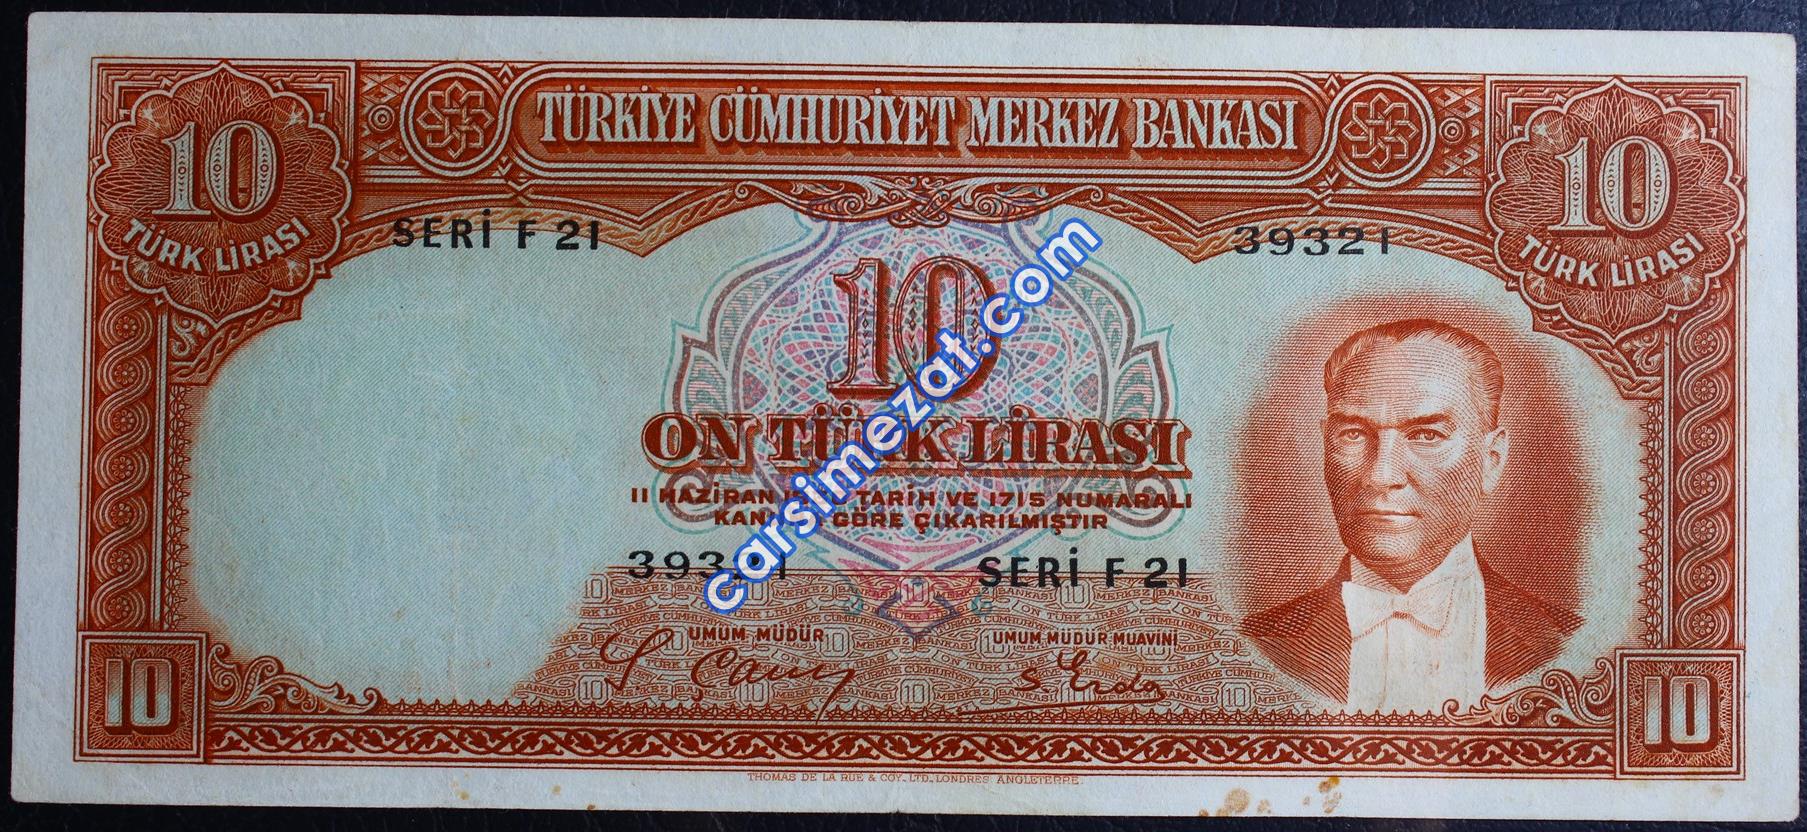 TÜRKİYE CÜMHURİYET MERKEZ BANKASI
10
TÜRK LİRASI
10
TÜRK LİRASI
SERİ F 21
39321
10
ON TÜRK LİRASI
11 HAZİRAN TARİH VE 1715 NUMARALI
GÖRE ÇIKARILMIŞTIR
39321
SERİ F 21
carsimezat.com
UMUM MÜDÜR
UMUM MÜDÜR MUAVİNİ
10
10
THOMAS DE LA RUE & COY. LTD., LONDRES ANGLETERRE.